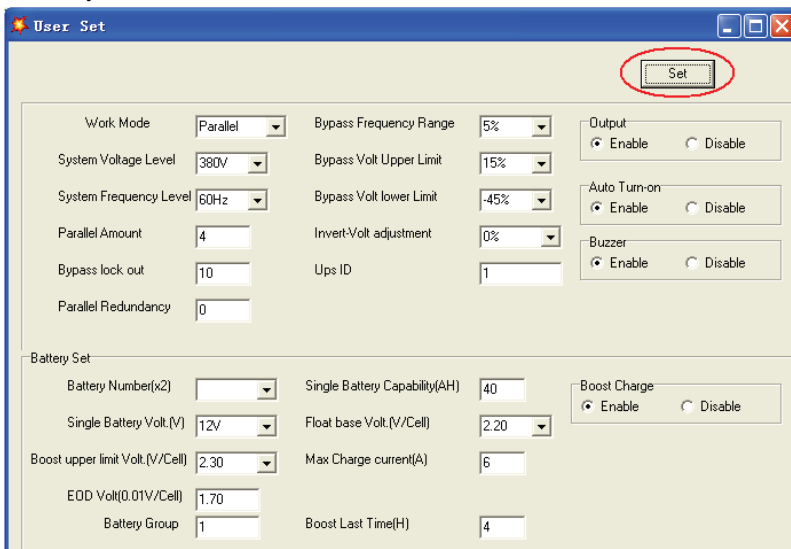 User Set
Set
Work Mode Parallel Bypass Frequency Range 5% Output
Enable Disable
System Voltage Level 380V Bypass Volt Upper Limit 15%
System Frequency Level 60Hz Bypass Volt lower Limit -45% Auto Turn-on
Enable Disable
Parallel Amount 4 Invert-Volt adjustment 0% Buzzer
Bypass lock out 10 Ups ID 1 Enable Disable
Parallel Redundancy 0
Battery Set
Battery Number(x2) Single Battery Capability(AH) 40 Boost Charge
Enable Disable
Single Battery Volt.(V) 12V Float base Volt.(V/Cell) 2.20
Boost upper limit Volt.(V/Cell) 2.30 Max Charge current(A) 6
EOD Volt(0.01V/Cell) 1.70
Battery Group 1 Boost Last Time(H) 4